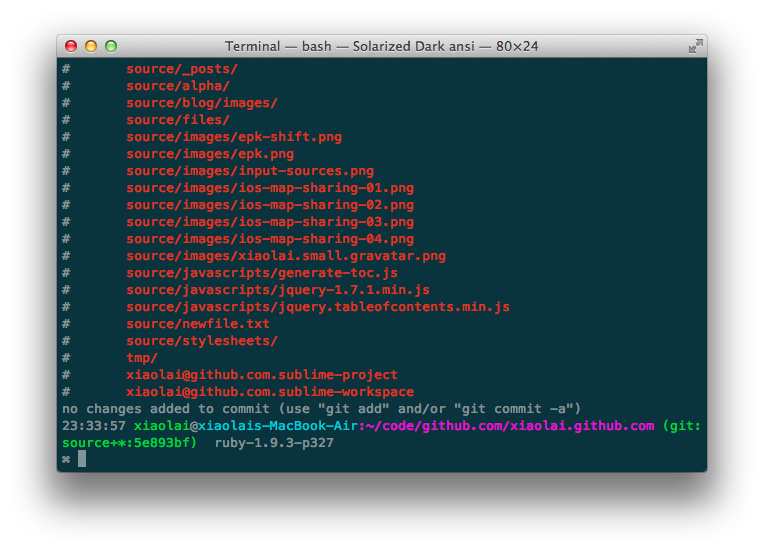 Terminal — bash — Solarized Dark ansi — 80×24
# source/_posts/
# source/alpha/
# source/blog/images/
# source/files/
# source/images/epk-shift.png
# source/images/epk.png
# source/images/input-sources.png
# source/images/ios-map-sharing-01.png
# source/images/ios-map-sharing-02.png
# source/images/ios-map-sharing-03.png
# source/images/ios-map-sharing-04.png
# source/images/xiaolai.small.gravatar.png
# source/javascripts/generate-toc.js
# source/javascripts/jquery-1.7.1.min.js
# source/javascripts/jquery.tableofcontents.min.js
# source/newfile.txt
# source/stylesheets/
# tmp/
# xiaolai@github.com.sublime-project
# xiaolai@github.com.sublime-workspace
no changes added to commit (use "git add" and/or "git commit -a")
23:33:57 xiaolai@xiaolais-MacBook-Air:~/code/github.com/xiaolai.github.com (git:
source+*:5e893bf) ruby-1.9.3-p327
⌘